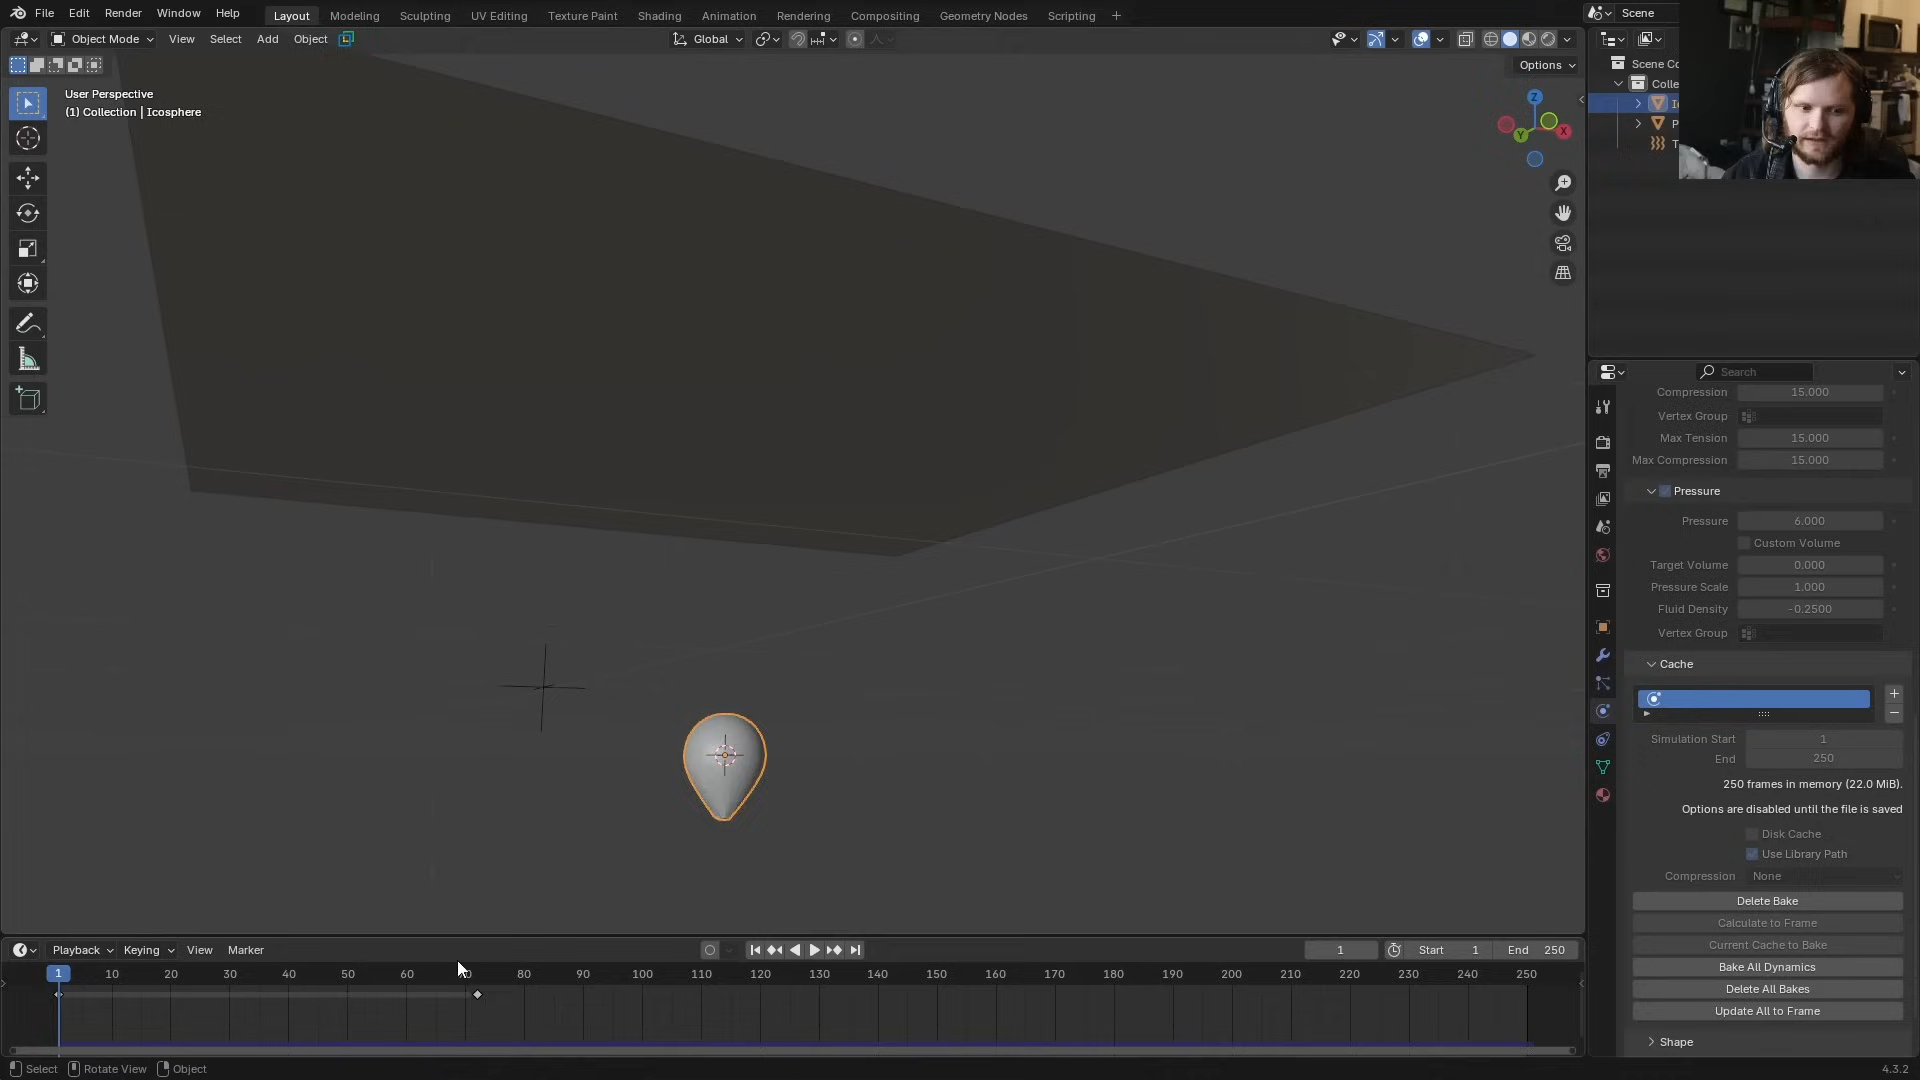 File Edit Render Window Help
Layout Modeling Sculpting UV Editing Texture Paint Shading Animation Rendering Compositing Geometry Nodes Scripting +
Scene
Object Mode View Select Add Object
Global
Options
User Perspective
(1) Collection | Icosphere
Z
Y
X
Scene Co
Colle
Search
Compression 15.000
Vertex Group
Max Tension 15.000
Max Compression 15.000
Pressure
Pressure 6.000
Custom Volume
Target Volume 0.000
Pressure Scale 1.000
Fluid Density -0.2500
Vertex Group
Cache
Simulation Start 1
End 250
250 frames in memory (22.0 MiB).
Options are disabled until the file is saved
Disk Cache
Use Library Path
Compression None
Delete Bake
Calculate to Frame
Current Cache to Bake
Bake All Dynamics
Delete All Bakes
Update All to Frame
Shape
Playback Keying View Marker
1 Start 1 End 250
1 10 20 30 40 50 60 80 90 100 110 120 130 140 150 160 170 180 190 200 210 220 230 240 250
Select Rotate View Object
4.3.2